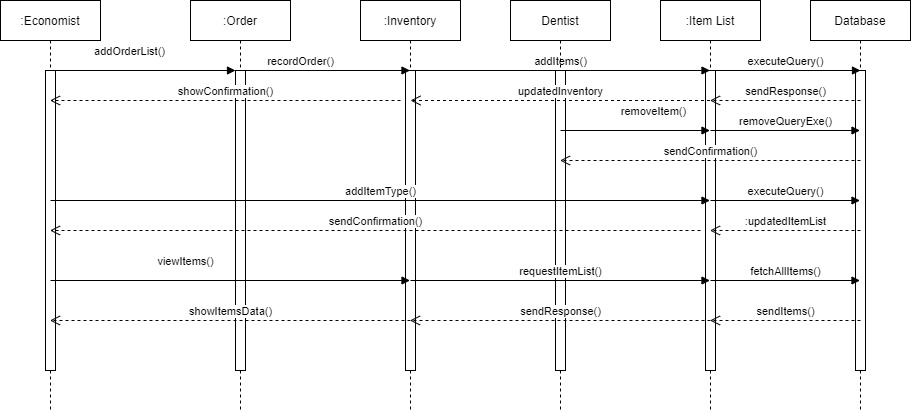 :Economist
:Order
:Inventory
Dentist
:Item List
Database
addOrderList()
recordOrder()
addItems()
executeQuery()
showConfirmation()
updatedInventory
sendResponse()
removeItem()
removeQueryExe()
sendConfirmation()
addItemType()
executeQuery()
sendConfirmation()
:updatedItemList
viewItems()
requestItemList()
fetchAllItems()
showItemsData()
sendResponse()
sendItems()